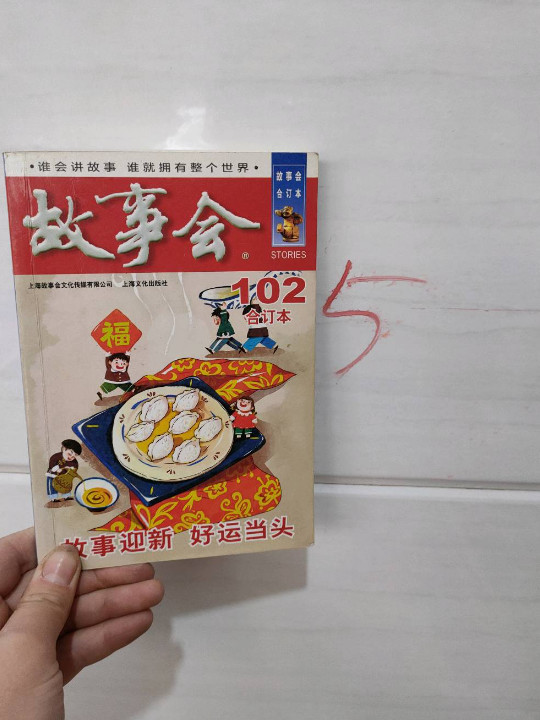 •谁会讲故事 谁就拥有整个世界•
故事会®
故事会
合订本
STORIES
上海故事会文化传媒有限公司 上海文化出版社
102
合订本
5
福
故事迎新 好运当头